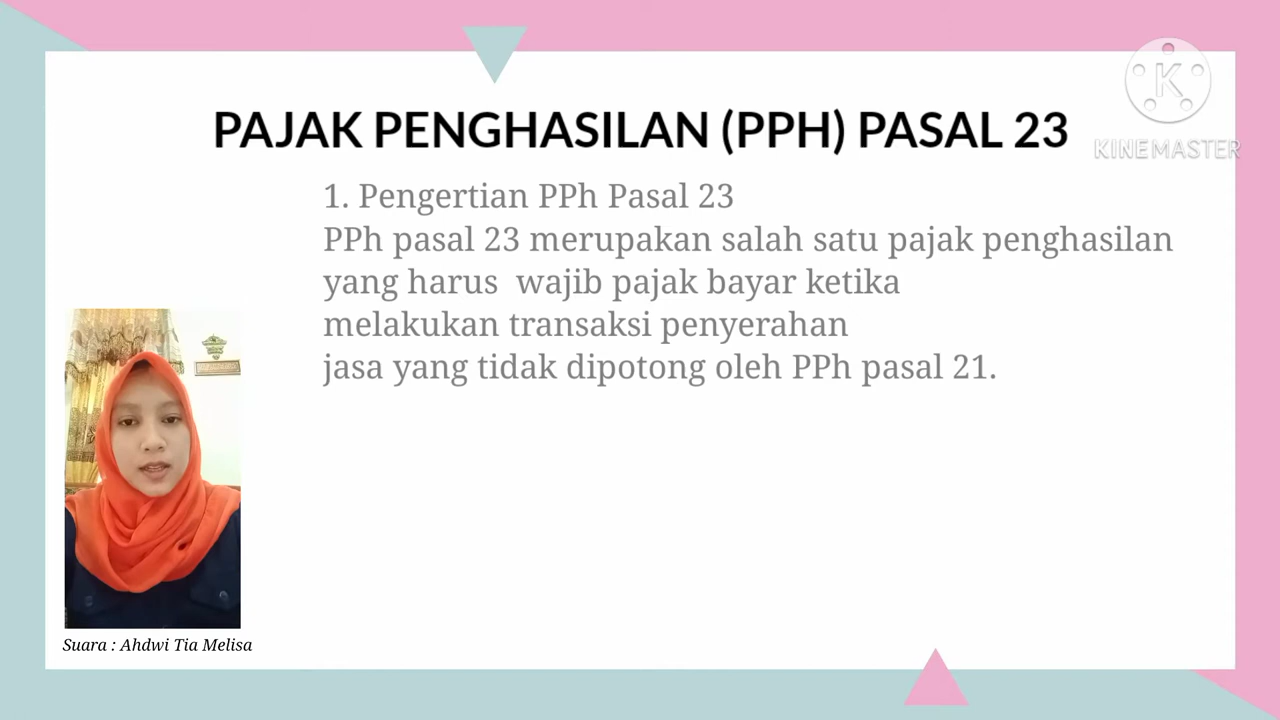 PAJAK PENGHASILAN (PPH) PASAL 23
K
KINEMASTER
1. Pengertian PPh Pasal 23
PPh pasal 23 merupakan salah satu pajak penghasilan
yang harus  wajib pajak bayar ketika
melakukan transaksi penyerahan
jasa yang tidak dipotong oleh PPh pasal 21.
Suara : Ahdwi Tia Melisa